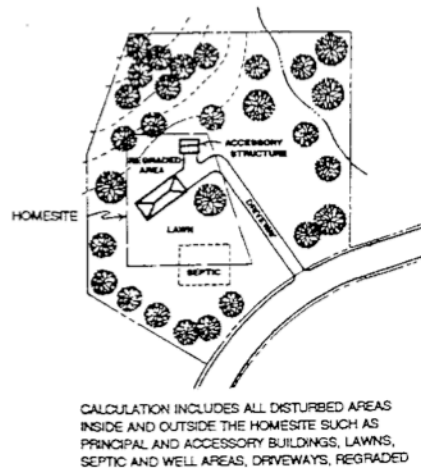 ACCESSORY
STRUCTURE
REGRADED
AREA
HOMESITE
LAWN
DRIVEWAY
SEPTIC
CALCULATION INCLUDES ALL DISTURBED AREAS
INSIDE AND OUTSIDE THE HOMESITE SUCH AS
PRINCIPAL AND ACCESSORY BUILDINGS, LAWNS,
SEPTIC AND WELL AREAS, DRIVEWAYS, REGRADED